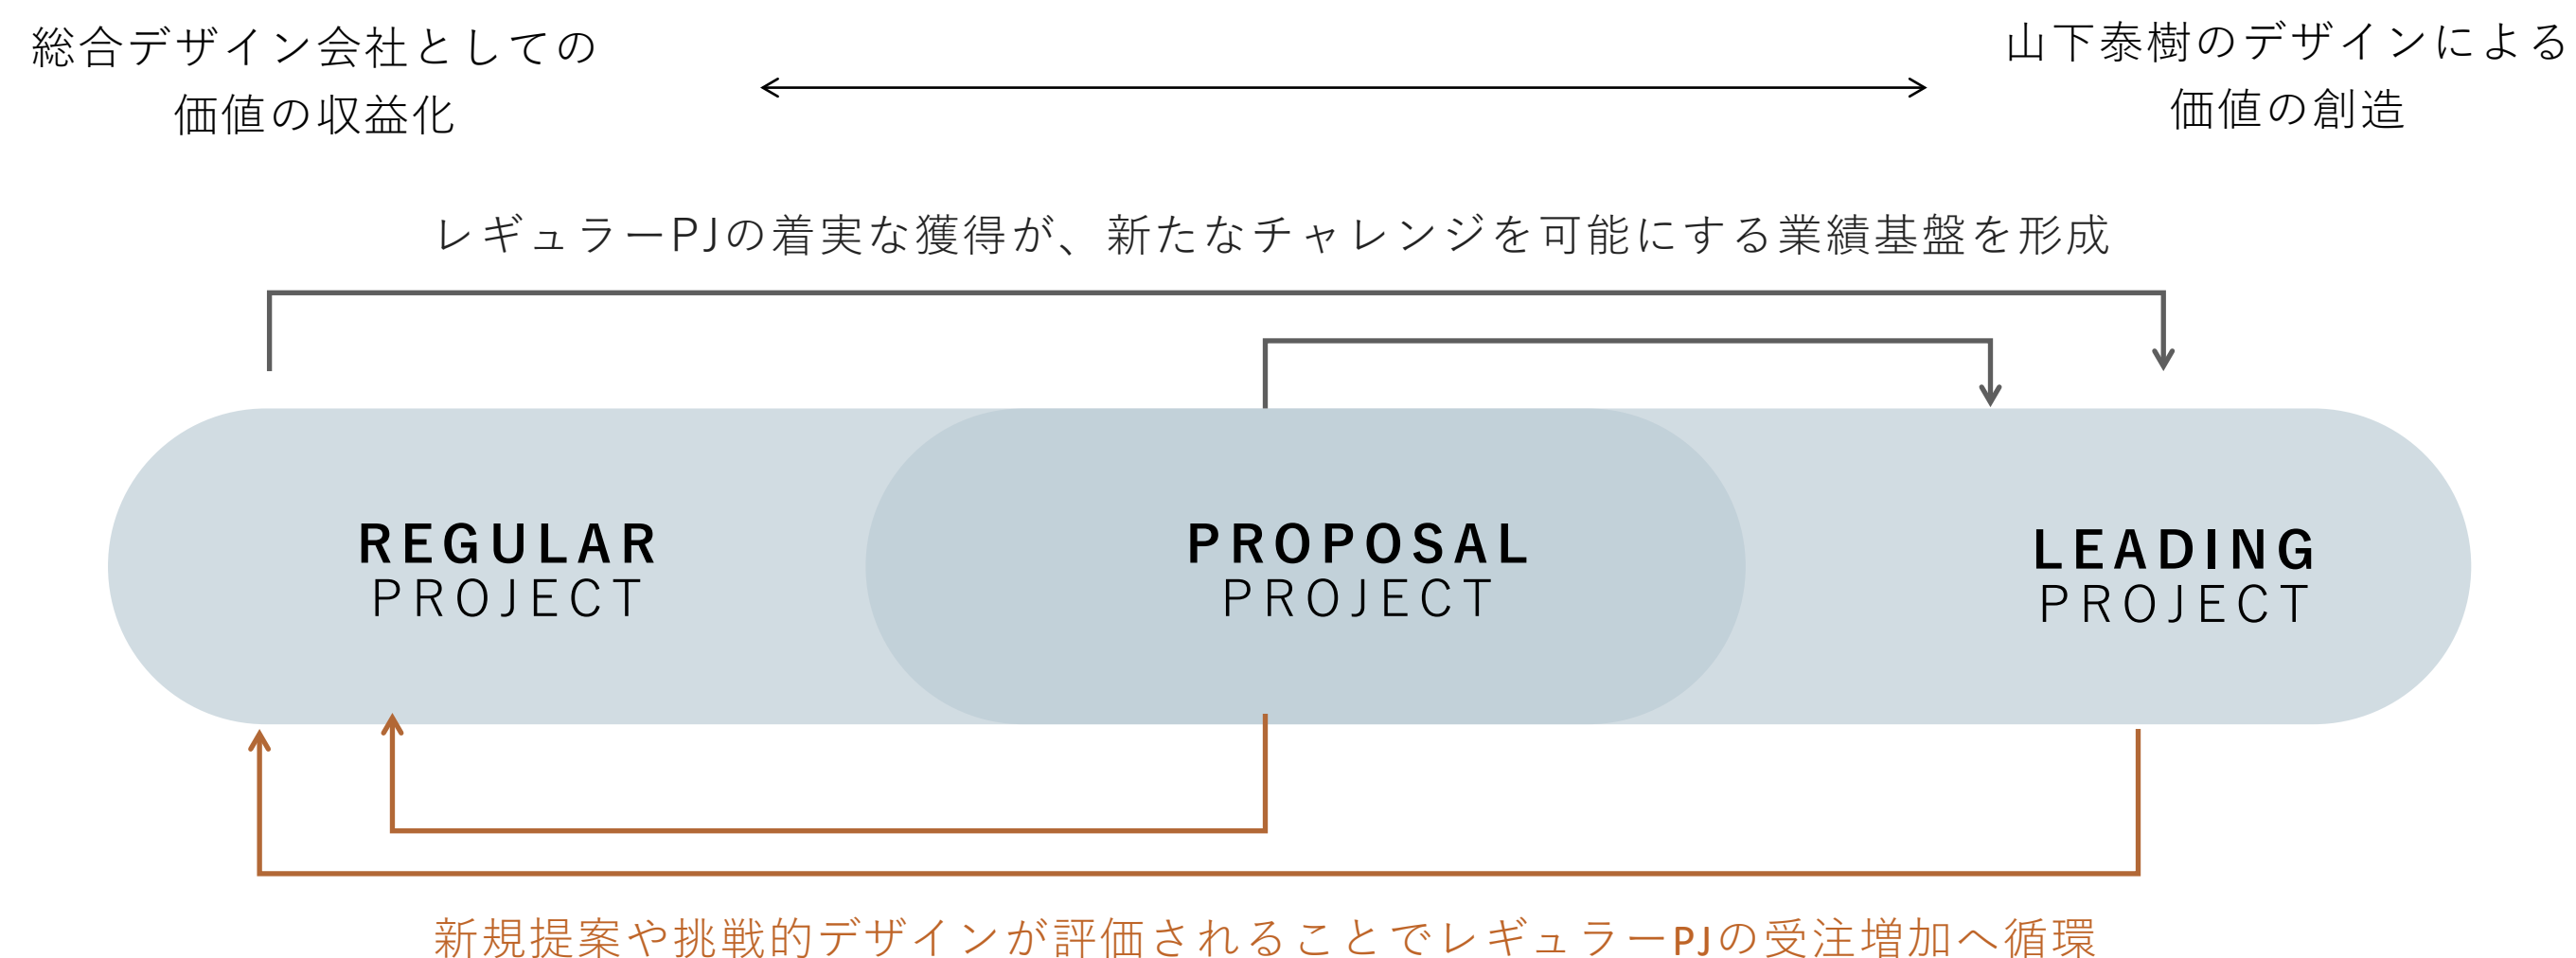 総合デザイン会社としての
価値の収益化
山下泰樹のデザインによる
価値の創造
レギュラーPJの着実な獲得が、新たなチャレンジを可能にする業績基盤を形成
REGULAR
PROJECT
PROPOSAL
PROJECT
LEADING
PROJECT
新規提案や挑戦的デザインが評価されることでレギュラーPJの受注増加へ循環